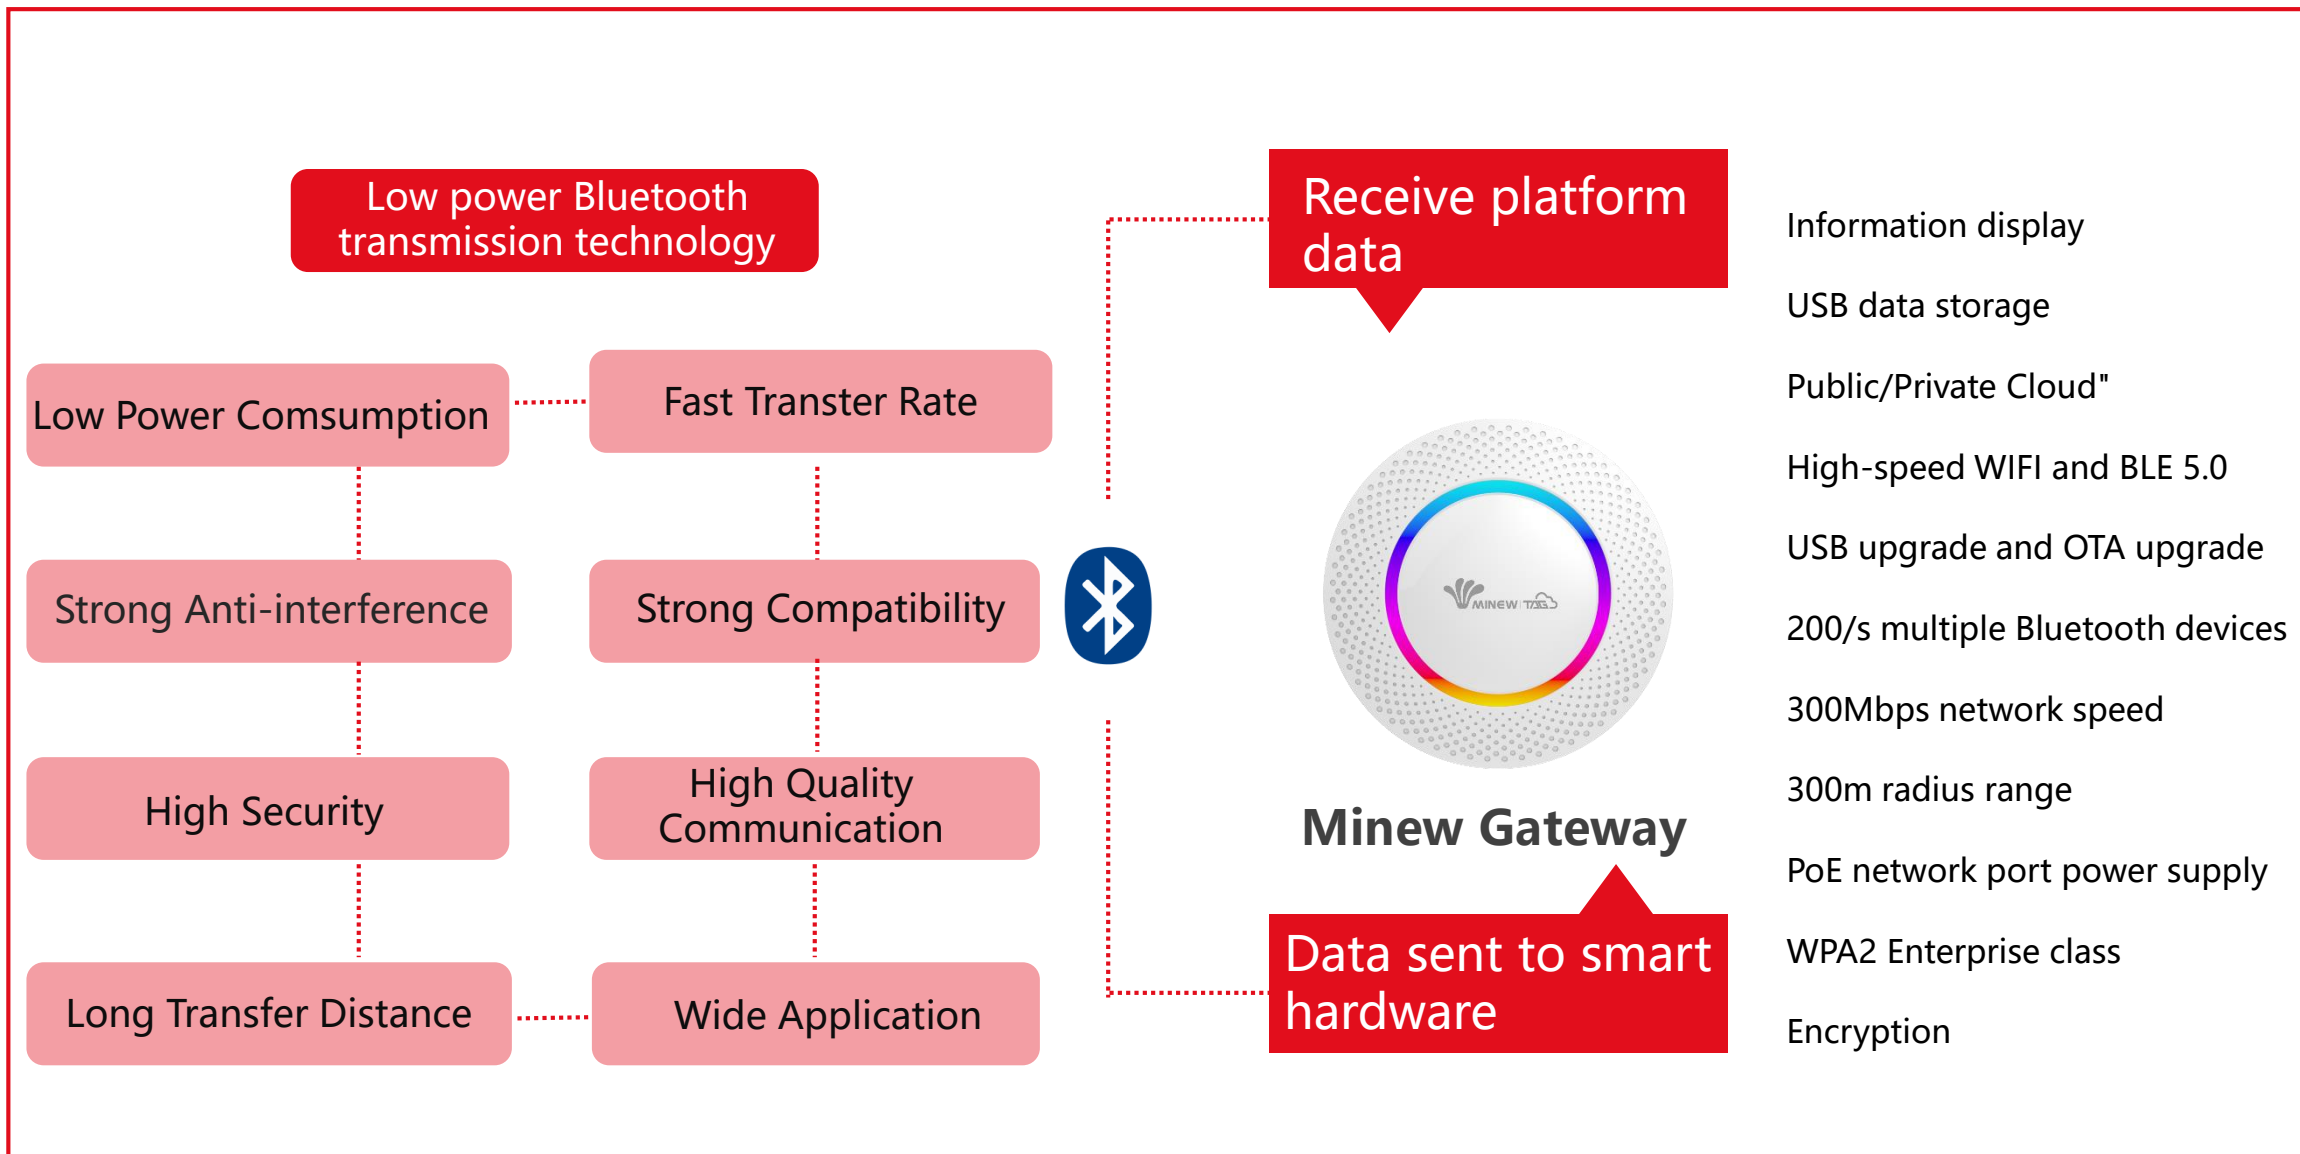 Low power Bluetooth
transmission technology
Low Power Comsumption
Fast Transter Rate
Strong Anti-interference
Strong Compatibility
High Security
High Quality
Communication
Long Transfer Distance
Wide Application
Receive platform
data
MINEW TAG
Minew Gateway
Data sent to smart
hardware
Information display
USB data storage
Public/Private Cloud"
High-speed WIFI and BLE 5.0
USB upgrade and OTA upgrade
200/s multiple Bluetooth devices
300Mbps network speed
300m radius range
PoE network port power supply
WPA2 Enterprise class
Encryption